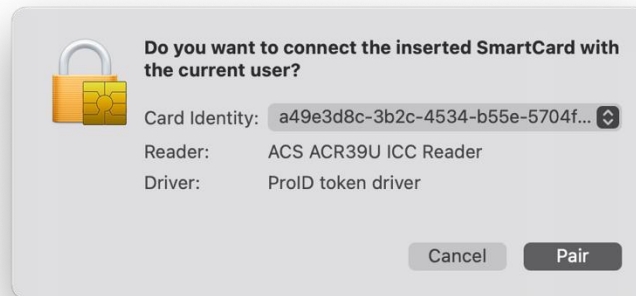 Do you want to connect the inserted SmartCard with
the current user?
Card Identity: a49e3d8c-3b2c-4534-b55e-5704f...
Reader: ACS ACR39U ICC Reader
Driver: ProID token driver
Cancel Pair